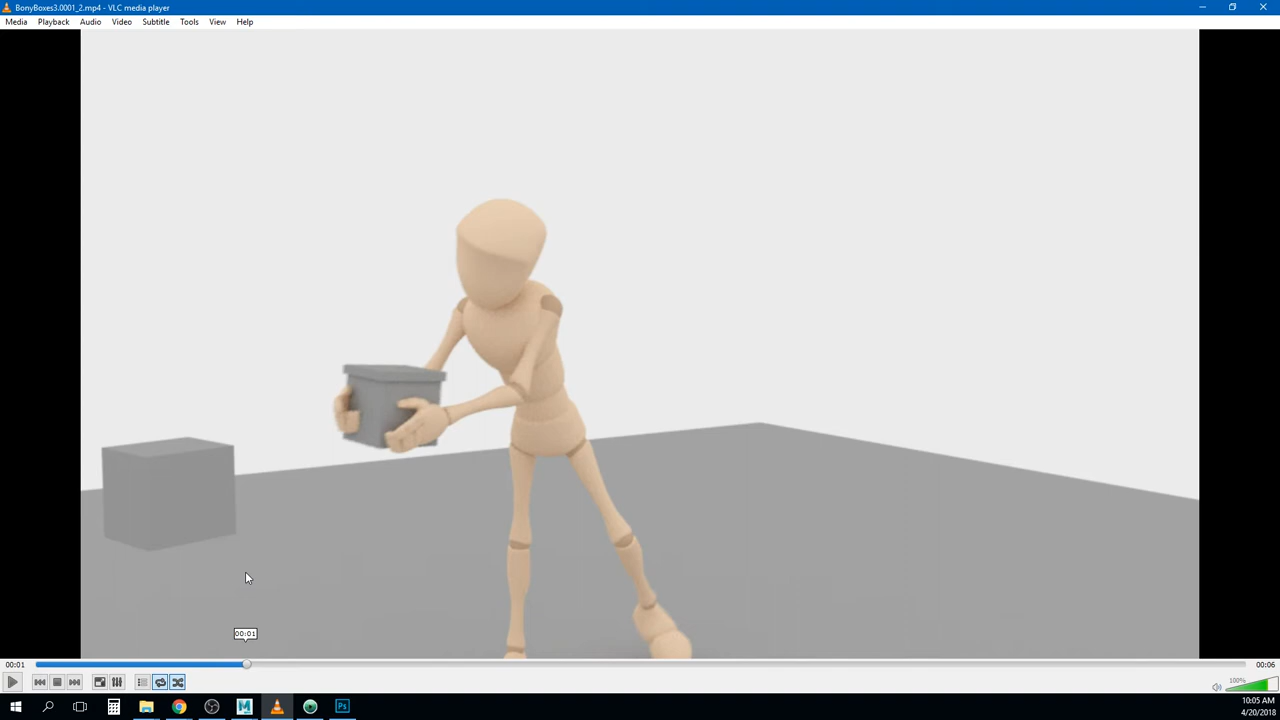 BonyBoxes3.0001_2.mp4 - VLC media player
Media Playback Audio Video Subtitle Tools View Help
00:01
00:01 00:06
100%
M Ps
10:05 AM
4/20/2018